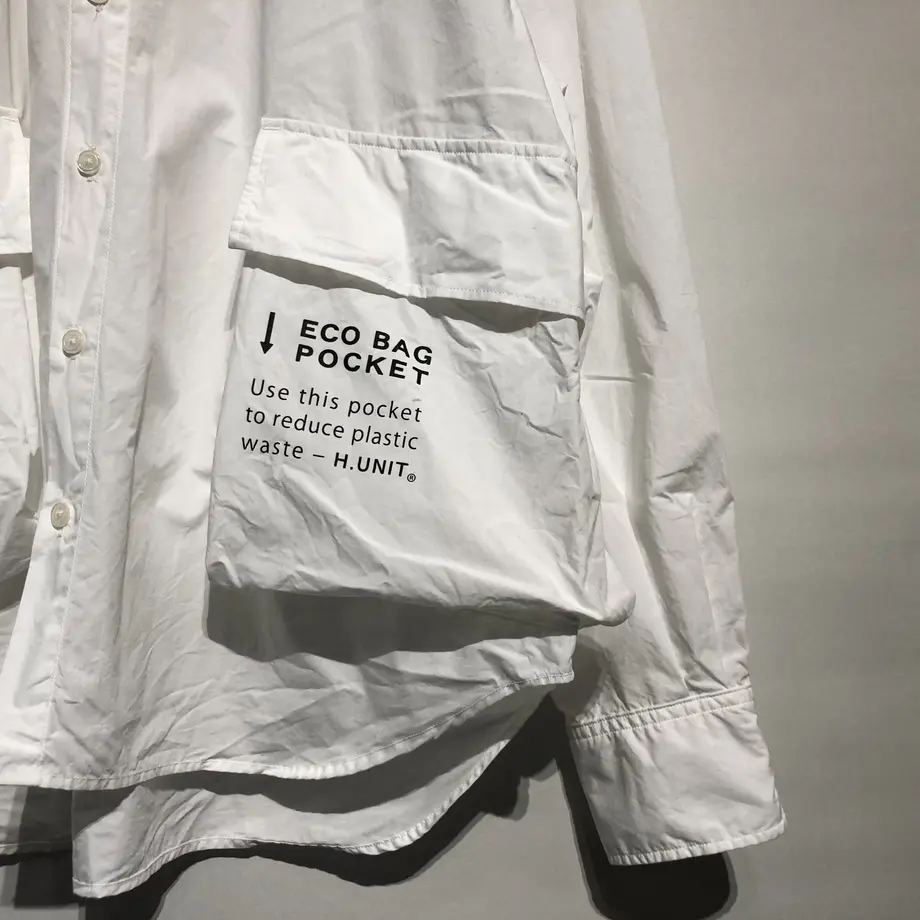 ECO BAG
POCKET
Use this pocket
to reduce plastic
waste – H.UNIT®